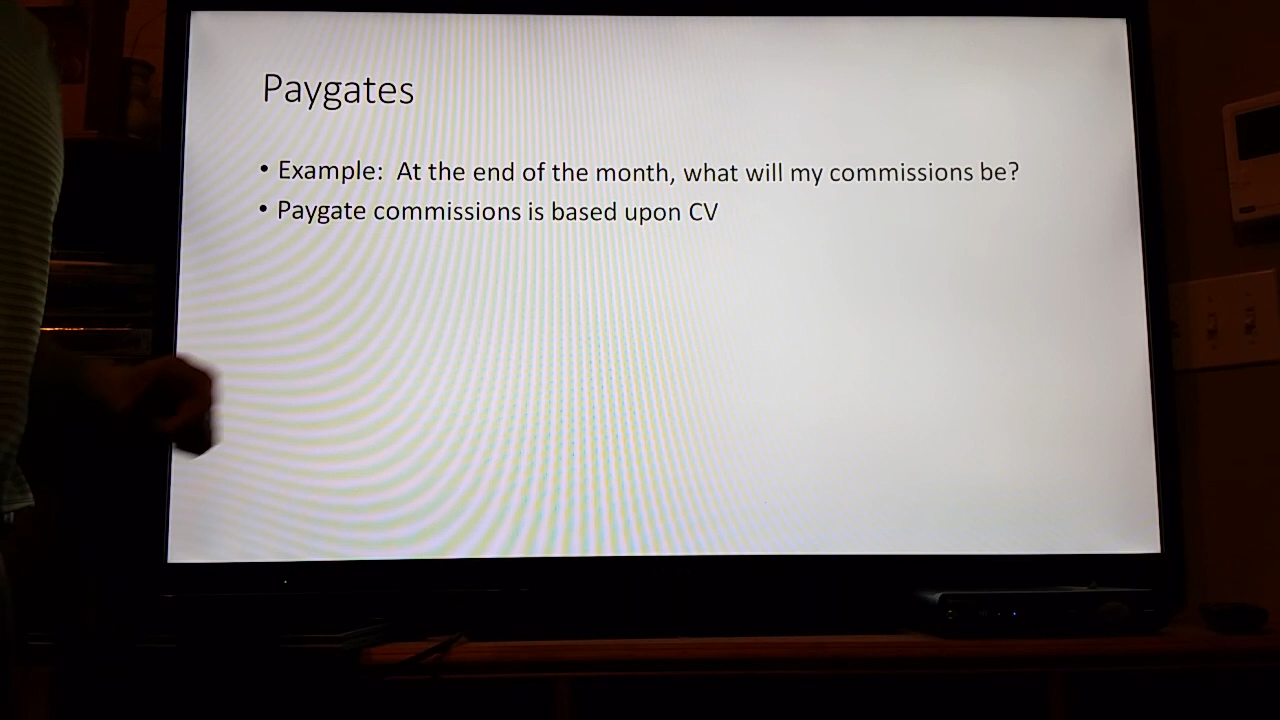 Paygates
• Example: At the end of the month, what will my commissions be?
• Paygate commissions is based upon CV